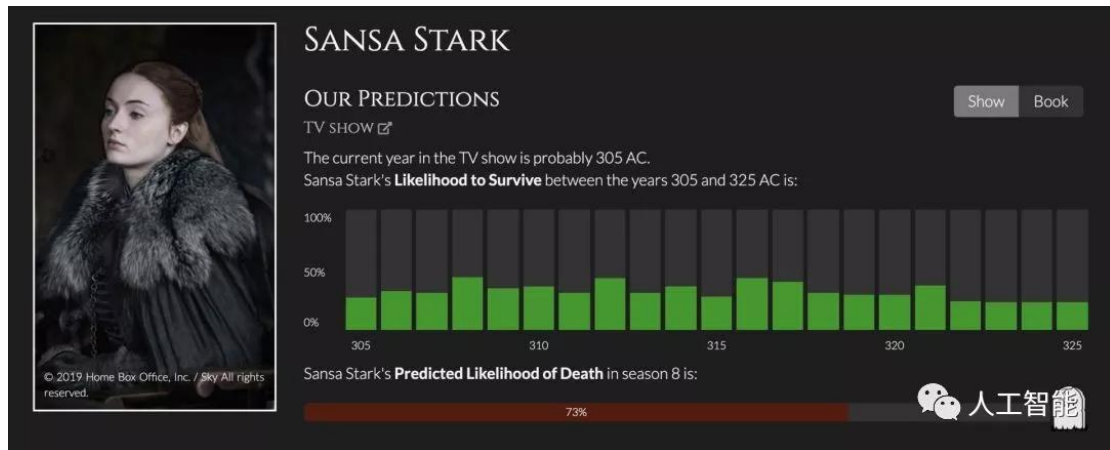 SANSA STARK
OUR PREDICTIONS
Show Book
TV SHOW
The current year in the TV show is probably 305 AC.
Sansa Stark's Likelihood to Survive between the years 305 and 325 AC is:
100%
50%
0%
305 310 315 320 325
© 2019 Home Box Office, Inc. / Sky All rights
reserved.
Sansa Stark's Predicted Likelihood of Death in season 8 is:
73%
人工智能